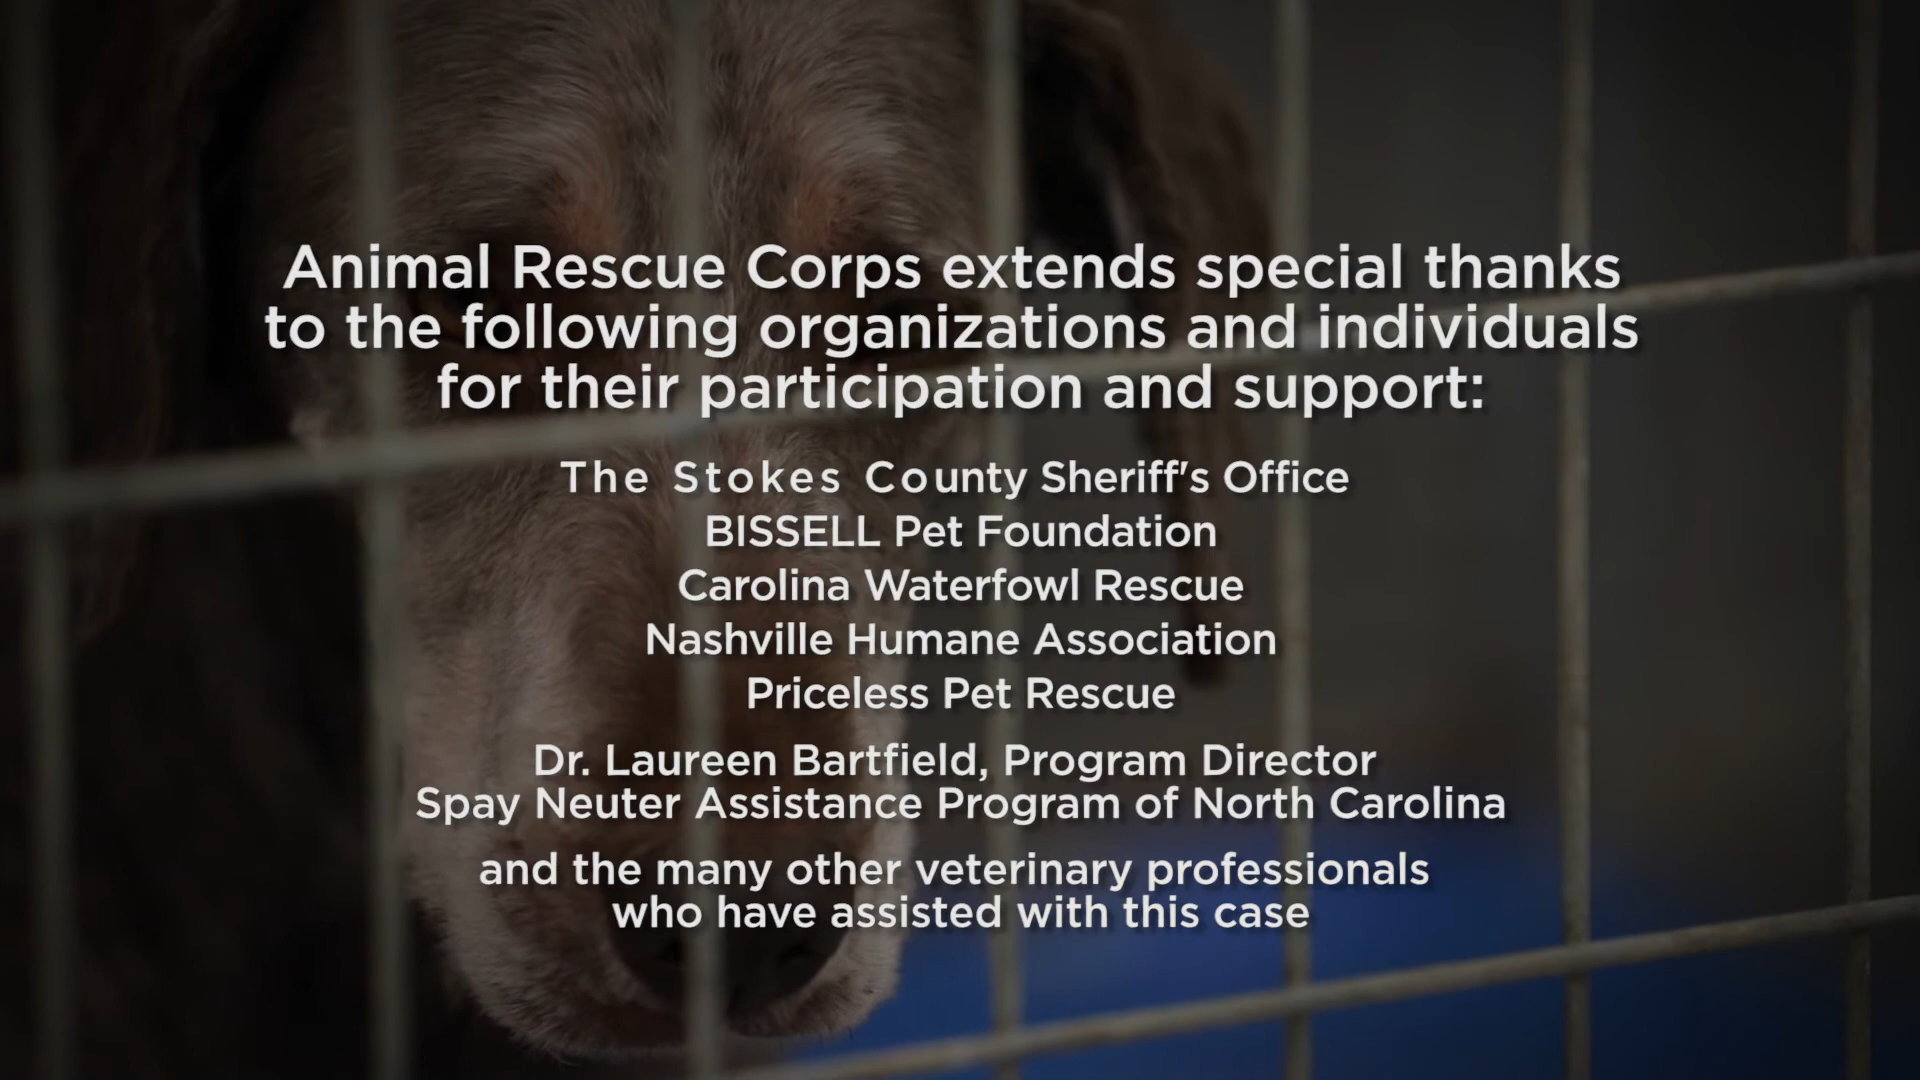 Animal Rescue Corps extends special thanks
to the following organizations and individuals
for their participation and support:
The Stokes County Sheriff's Office
BISSELL Pet Foundation
Carolina Waterfowl Rescue
Nashville Humane Association
Priceless Pet Rescue
Dr. Laureen Bartfield, Program Director
Spay Neuter Assistance Program of North Carolina
and the many other veterinary professionals
who have assisted with this case